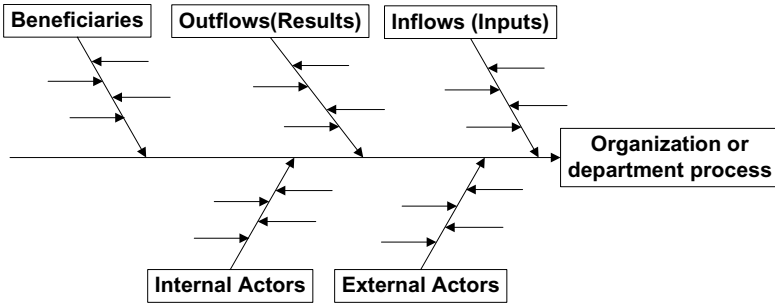 Beneficiaries
Outflows(Results)
Inflows (Inputs)
Organization or
department process
Internal Actors
External Actors